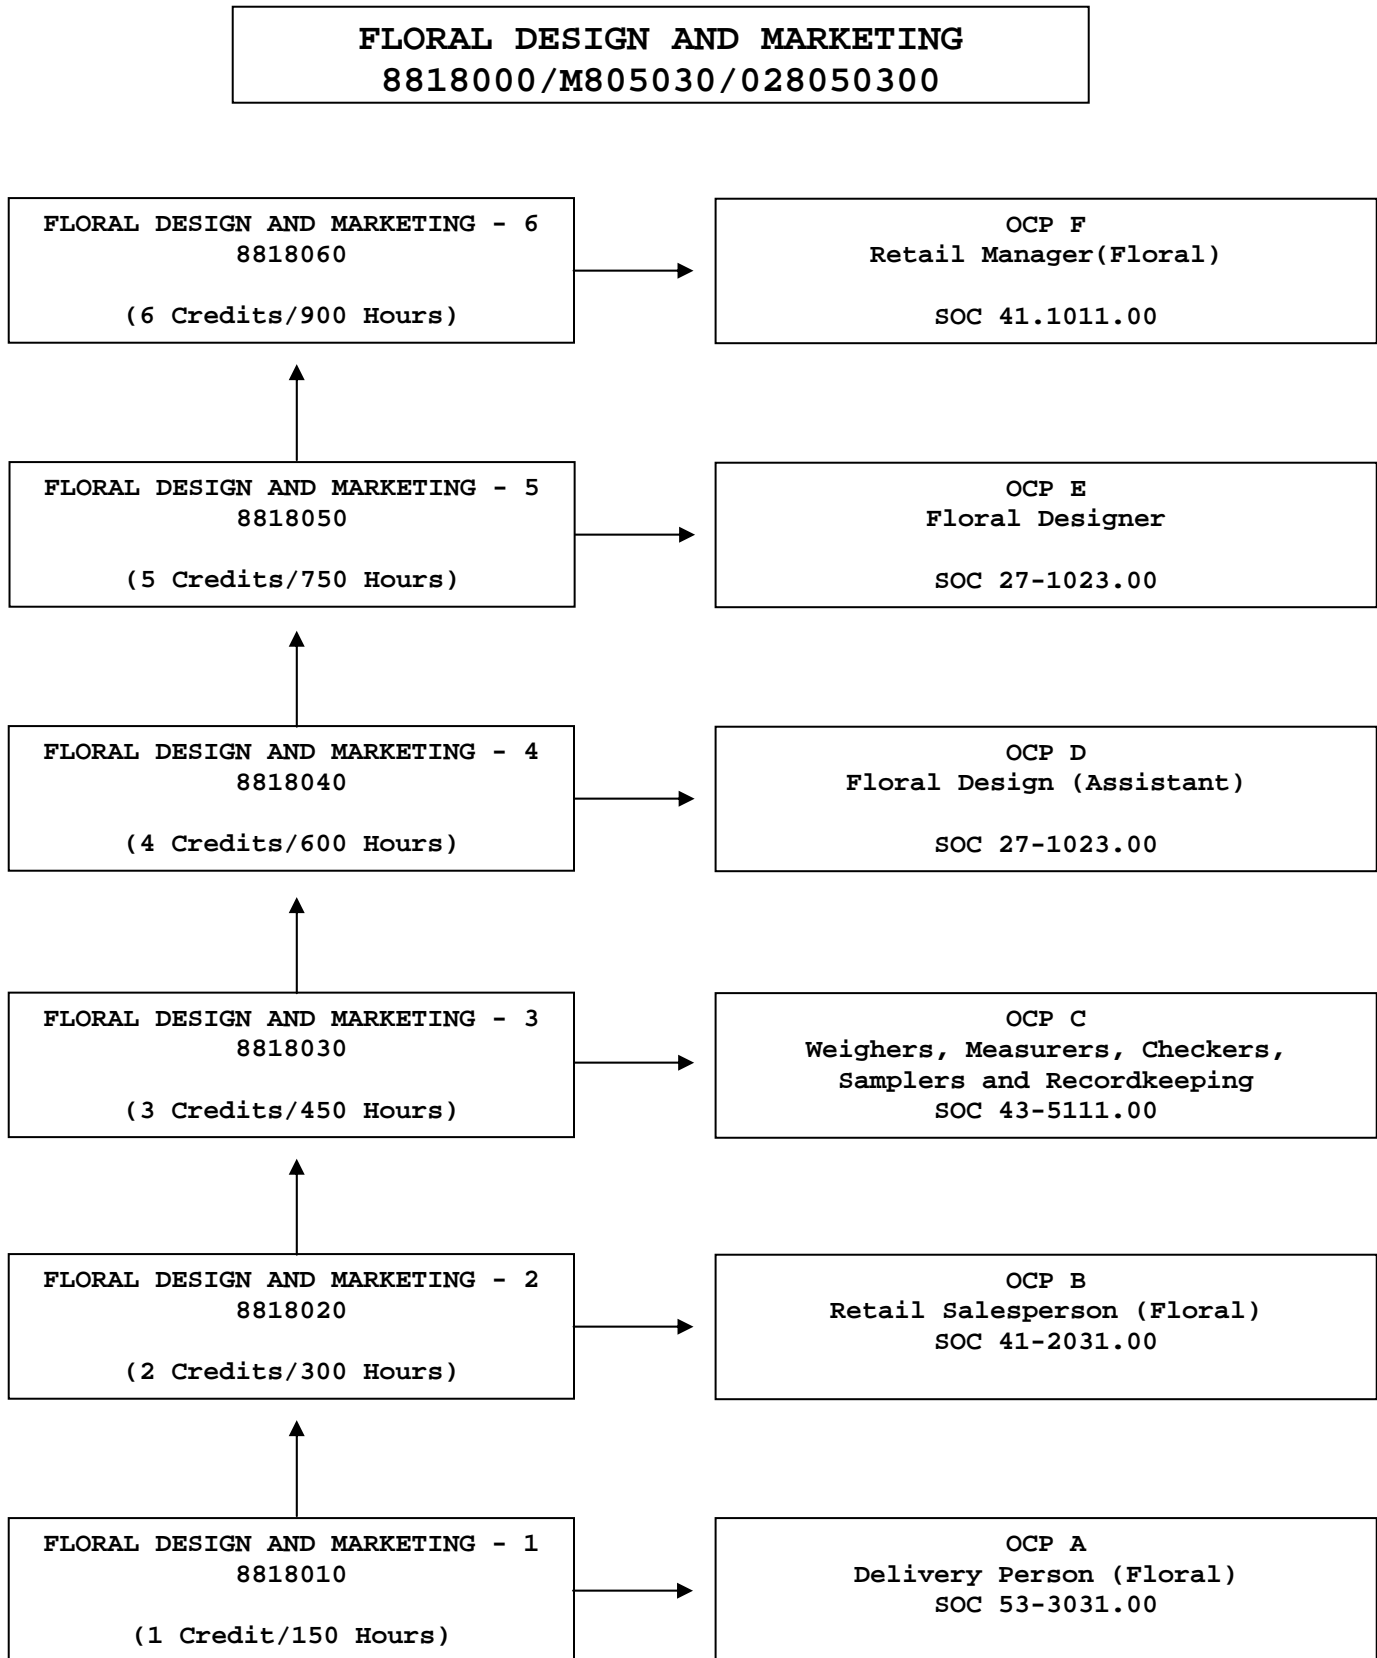 FLORAL DESIGN AND MARKETING
8818000/M805030/028050300
FLORAL DESIGN AND MARKETING - 6
8818060
(6 Credits/900 Hours)
OCP F
Retail Manager(Floral)
SOC 41.1011.00
FLORAL DESIGN AND MARKETING - 5
8818050
(5 Credits/750 Hours)
OCP E
Floral Designer
SOC 27-1023.00
FLORAL DESIGN AND MARKETING - 4
8818040
(4 Credits/600 Hours)
OCP D
Floral Design (Assistant)
SOC 27-1023.00
FLORAL DESIGN AND MARKETING - 3
8818030
(3 Credits/450 Hours)
OCP C
Weighers, Measurers, Checkers,
Samplers and Recordkeeping
SOC 43-5111.00
FLORAL DESIGN AND MARKETING - 2
8818020
(2 Credits/300 Hours)
OCP B
Retail Salesperson (Floral)
SOC 41-2031.00
FLORAL DESIGN AND MARKETING - 1
8818010
(1 Credit/150 Hours)
OCP A
Delivery Person (Floral)
SOC 53-3031.00